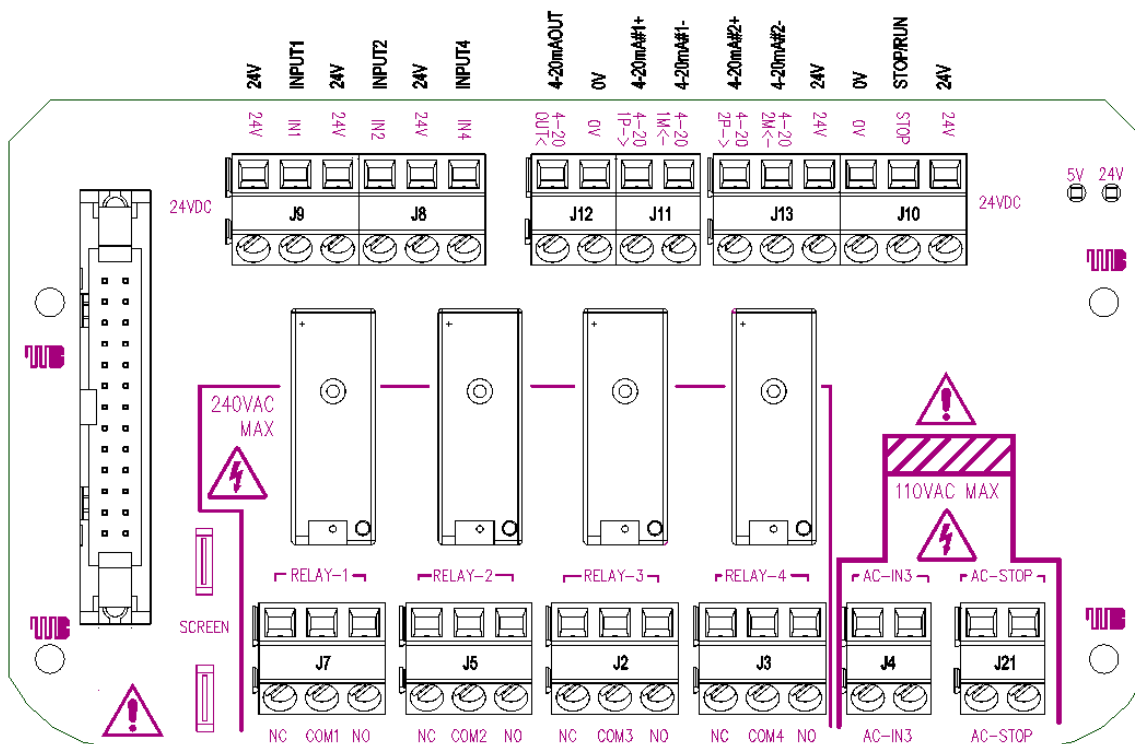 24V INPUT1 24V INPUT2 24V INPUT4 4-20mAOUT 0V 4-20mA#1+ 4-20mA#1- 4-20mA#2+ 4-20mA#2- 24V 0V STOP/RUN 24V
24V IN1 24V IN2 24V IN4 4-20 OUT< 0V 4-20 1P-> 4-20 1M<- 4-20 2P-> 4-20 2M<- 24V 0V STOP 24V
5V 24V
24VDC J9 J8 J12 J11 J13 J10 24VDC
+ + + +
240VAC
MAX
110VAC MAX
RELAY-1 RELAY-2 RELAY-3 RELAY-4 AC-IN3 AC-STOP
SCREEN
J7 J5 J2 J3 J4 J21
NC COM1 NO NC COM2 NO NC COM3 NO NC COM4 NO AC-IN3 AC-STOP